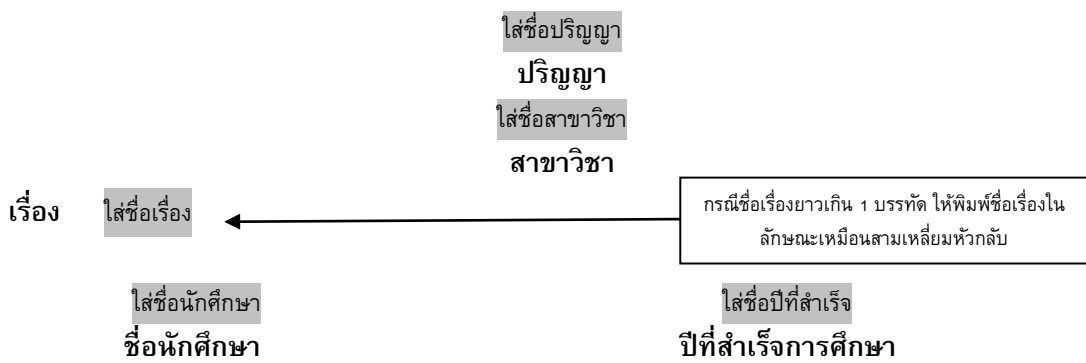 ใส่ชื่อปริญญา
ปริญญา
ใส่ชื่อสาขาวิชา
สาขาวิชา
เรื่อง ใส่ชื่อเรื่อง
กรณีชื่อเรื่องยาวเกิน 1 บรรทัด ให้พิมพ์ชื่อเรื่องใน
ลักษณะเหมือนสามเหลี่ยมหัวกลับ
ใส่ชื่อนักศึกษา ใส่ชื่อปีที่สำเร็จ
ชื่อนักศึกษา ปีที่สำเร็จการศึกษา